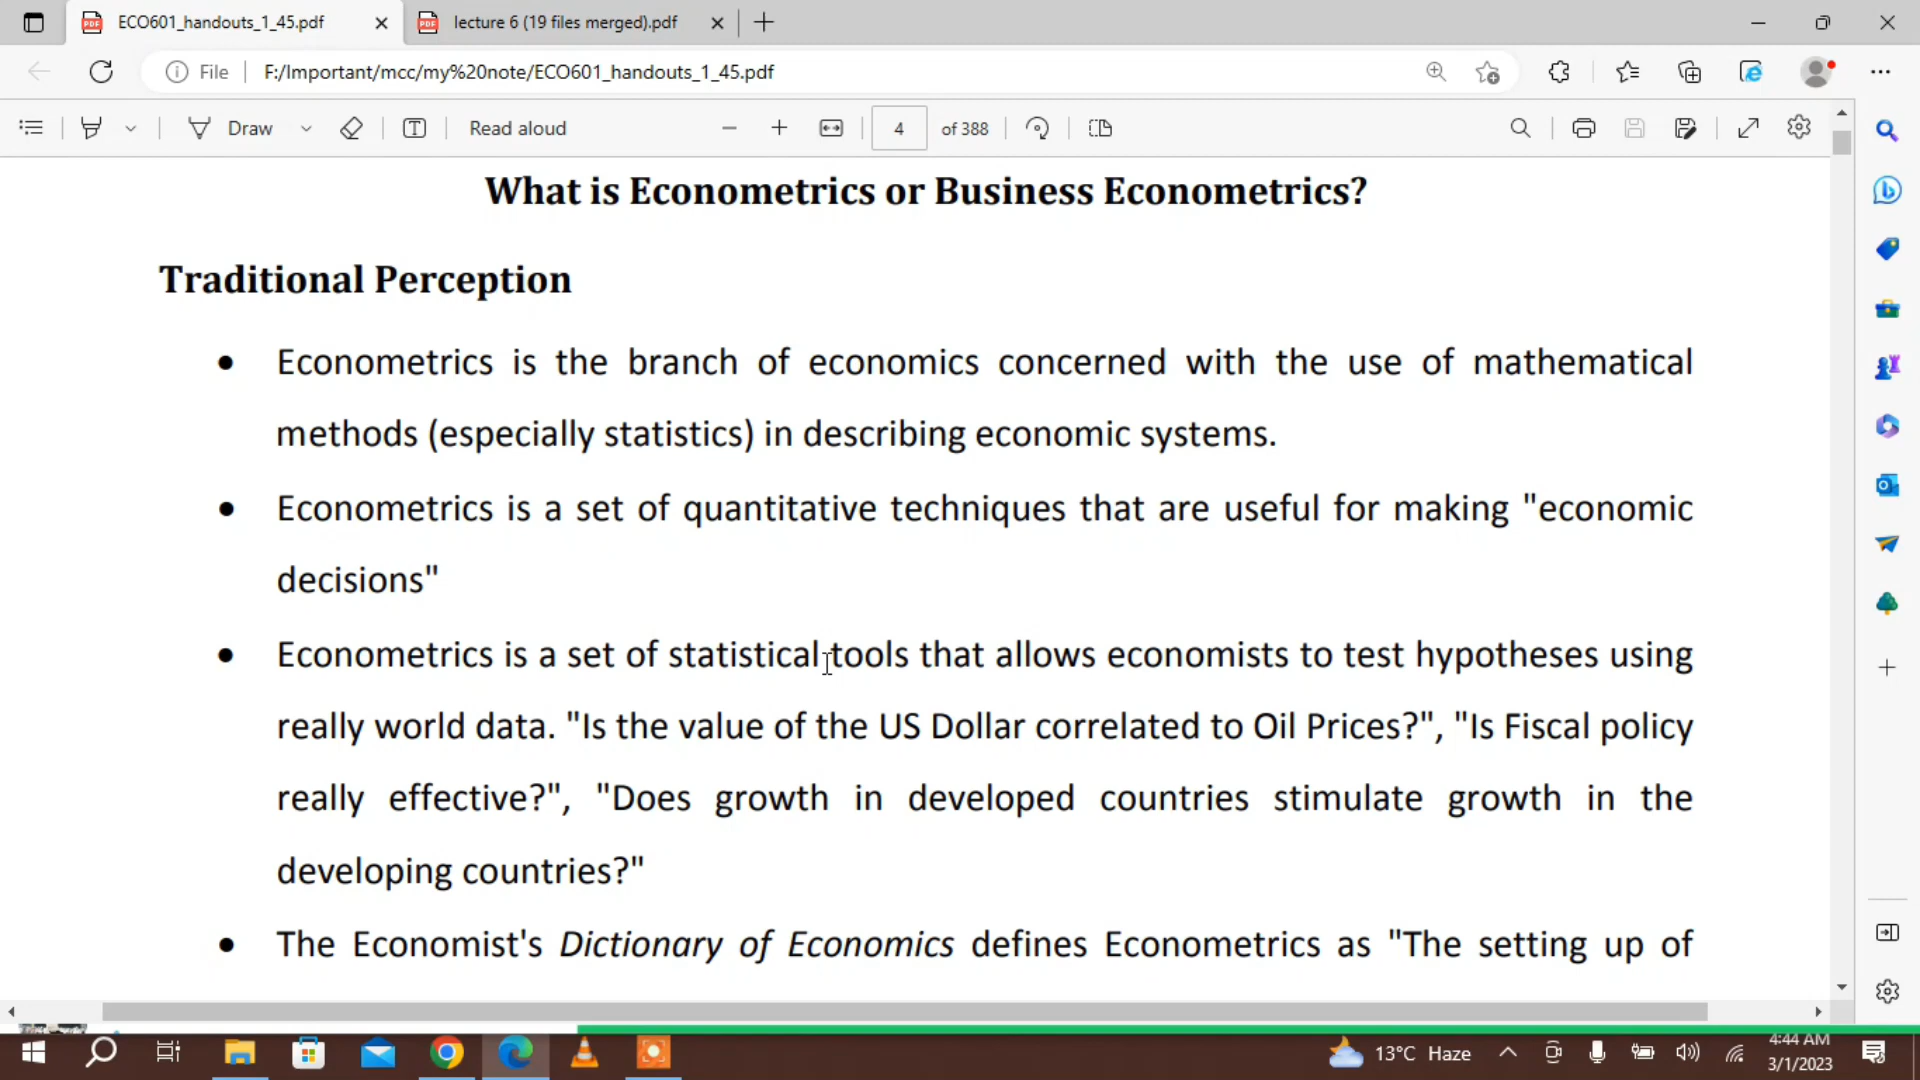 ECO601_handouts_1_45.pdf
lecture 6 (19 files merged).pdf
File F:/Important/mcc/my%20note/ECO601_handouts_1_45.pdf
Draw Read aloud 4 of 388
What is Econometrics or Business Econometrics?
Traditional Perception
• Econometrics is the branch of economics concerned with the use of mathematical
methods (especially statistics) in describing economic systems.
• Econometrics is a set of quantitative techniques that are useful for making "economic
decisions"
• Econometrics is a set of statistical tools that allows economists to test hypotheses using
really world data. "Is the value of the US Dollar correlated to Oil Prices?", "Is Fiscal policy
really effective?", "Does growth in developed countries stimulate growth in the
developing countries?"
• The Economist's Dictionary of Economics defines Econometrics as "The setting up of
13°C Haze
4:44 AM
3/1/2023